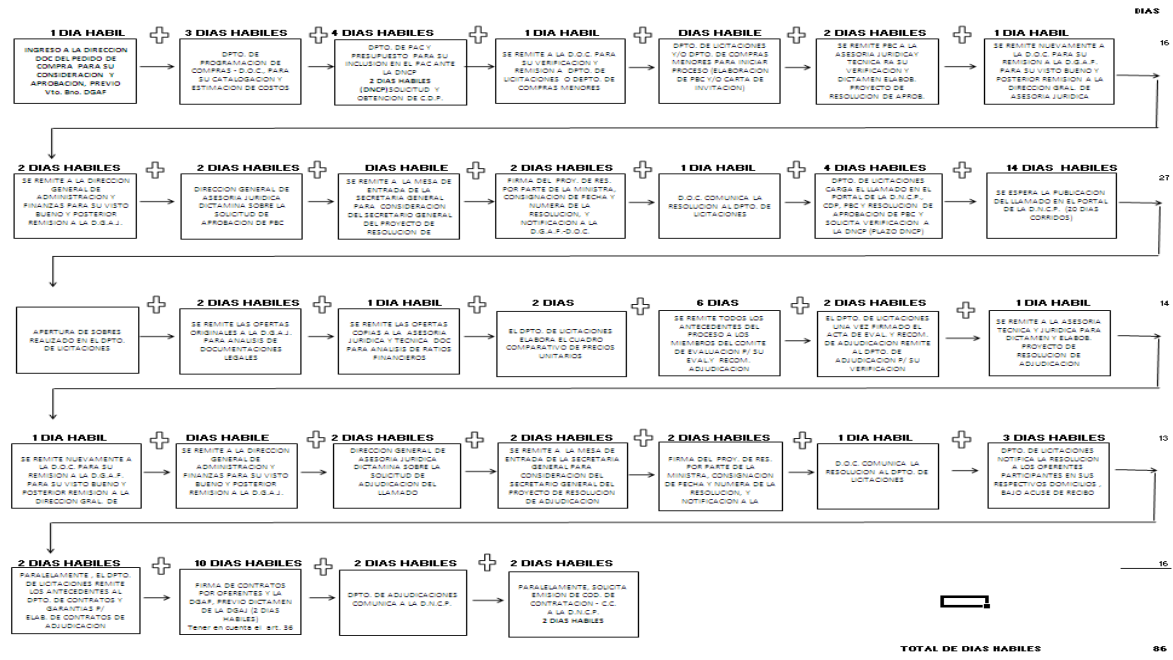 DIAS
1 DIA HABIL
3 DIAS HABILES
4 DIAS HABILES
1 DIA HABIL
DIAS HABILE
2 DIAS HABILES
1 DIA HABIL
16
INGRESO A LA DIRECCION
DOC DEL PEDIDO DE
COMPRA PARA SU
CONSIDERACION Y
APROBACION, PREVIO
Vto. Bno. DGAF
DPTO. DE
PROGRAMACION DE
COMPRAS - D.O.C., PARA
SU CATALOGACION Y
ESTIMACION DE COSTOS
DPTO. DE PAC Y
PRESUPUESTO PARA SU
INCLUSION EN EL PAC ANTE
LA DNCP
2 DIAS HABILES
(DNCP)SOLICITUD Y
OBTENCION DE C.D.P.
SE REMITE A LA D.O.C. PARA
SU VERIFICACION Y
REMISION A DPTO. DE
LICITACIONES O DPTO. DE
COMPRAS MENORES
DPTO. DE LICITACIONES
Y/O DPTO. DE COMPRAS
MENORES PARA INICIAR
PROCESO (ELABORACION
DE PBC Y/O CARTA DE
INVITACION)
SE REMITE PBC A LA
ASESORIA JURIDICA Y
TECNICA RA SU
VERIFICACION Y
DICTAMEN ELABOB.
PROYECTO DE
RESOLUCION DE APROB.
SE REMITE NUEVAMENTE A
LA D.O.C. PARA SU
REMISION A LA D.G.A.F.
PARA SU VISTO BUENO Y
POSTERIOR REMISION A LA
DIRECCION GRAL. DE
ASESORIA JURIDICA
2 DIAS HABILES
2 DIAS HABILES
DIAS HABILE
2 DIAS HABILES
1 DIA HABIL
4 DIAS HABILES
14 DIAS HABILES
27
SE REMITE A LA DIRECCION
GENERAL DE
ADMINISTRACION Y
FINANZAS PARA SU VISTO
BUENO Y POSTERIOR
REMISION A LA D.G.A.J.
DIRECCION GENERAL DE
ASESORIA JURIDICA
DICTAMINA SOBRE LA
SOLICITUD DE
APROBACION DE PBC
SE REMITE A LA MESA DE
ENTRADA DE LA
SECRETARIA GENERAL
PARA CONSIDERACION
DEL SECRETARIO GENERAL
DEL PROYECTO DE
RESOLUCION DE
FIRMA DEL PROY. DE RES.
POR PARTE DE LA MINISTRA,
CONSIGNACION DE FECHA Y
NUMERA DE LA
RESOLUCION, Y
NOTIFICACION A LA
D.G.A.F.-D.O.C.
D.O.C. COMUNICA LA
RESOLUCION AL DPTO. DE
LICITACIONES
DPTO. DE LICITACIONES
CARGA EL LLAMADO EN EL
PORTAL DE LA D.N.C.P.,
CDP, PBC Y RESOLUCION DE
APROBACION DE PBC Y
SOLICITA VERIFICACION A
LA DNCP (PLAZO DNCP)
SE ESPERA LA PUBLICACION
DEL LLAMADO EN EL PORTAL
DE LA D.N.C.P. (20 DIAS
CORRIDOS)
2 DIAS HABILES
1 DIA HABIL
2 DIAS
6 DIAS
2 DIAS HABILES
1 DIA HABIL
14
APERTURA DE SOBRES
REALIZADO EN EL DPTO.
DE LICITACIONES
SE REMITE LAS OFERTAS
ORIGINALES A LA D.G.A.J.
PARA ANALISIS DE
DOCUMENTACIONES
LEGALES
SE REMITE LAS OFERTAS
COPIAS A LA ASESORIA
JURIDICA Y TECNICA DOC
PARA ANALISIS DE RATIOS
FINANCIEROS
EL DPTO. DE LICITACIONES
ELABORA EL CUADRO
COMPARATIVO DE PRECIOS
UNITARIOS
SE REMITE TODOS LOS
ANTECEDENTES DEL
PROCESO A LOS
MIEMBROS DEL COMITE
DE EVALUACION P/ SU
EVAL.Y RECOM.
ADJUDICACION
EL DPTO. DE LICITACIONES
UNA VEZ FIRMADO EL
ACTA DE EVAL. Y RECOM.
DE ADJUDICACION REMITE
AL DPTO. DE
ADJUDICACION P/ SU
VERIFICACION
SE REMITE A LA ASESORIA
TECNICA Y JURIDICA PARA
DICTAMEN Y ELABOB.
PROYECTO DE
RESOLUCION DE
ADJUDICACION
1 DIA HABIL
DIAS HABILE
2 DIAS HABILES
2 DIAS HABILES
2 DIAS HABILES
1 DIA HABIL
3 DIAS HABILES
13
SE REMITE NUEVAMENTE A
LA D.O.C. PARA SU
REMISION A LA D.G.A.F.
PARA SU VISTO BUENO Y
POSTERIOR REMISION A LA
DIRECCION GRAL. DE
SE REMITE A LA DIRECCION
GENERAL DE
ADMINISTRACION Y
FINANZAS PARA SU VISTO
BUENO Y POSTERIOR
REMISION A LA D.G.A.J.
DIRECCION GENERAL DE
ASESORIA JURIDICA
DICTAMINA SOBRE LA
SOLICITUD DE
ADJUDICACION DEL
LLAMADO
SE REMITE A LA MESA DE
ENTRADA DE LA SECRETARIA
GENERAL PARA
CONSIDERACION DEL
SECRETARIO GENERAL DEL
PROYECTO DE RESOLUCION
DE ADJUDICACION
FIRMA DEL PROY. DE RES.
POR PARTE DE LA
MINISTRA, CONSIGNACION
DE FECHA Y NUMERA DE LA
RESOLUCION, Y
NOTIFICACION A LA
D.O.C. COMUNICA LA
RESOLUCION AL DPTO. DE
LICITACIONES
DPTO. DE LICITACIONES
NOTIFICA LA RESOLUCION
A LOS OFERENTES
PARTICIPANTES EN SUS
RESPECTIVOS DOMICILIOS ,
BAJO ACUSE DE RECIBO
2 DIAS HABILES
10 DIAS HABILES
2 DIAS HABILES
2 DIAS HABILES
16
PARALELAMENTE , EL DPTO.
DE LICITACIONES REMITE
LOS ANTECEDENTES AL
DPTO. DE CONTRATOS Y
GARANTIAS P/
ELAB. DE CONTRATOS DE
ADJUDICACION
FIRMA DE CONTRATOS
POR OFERENTES Y LA
DGAF, PREVIO DICTAMEN
DE LA DGAJ (2 DIAS
HABILES)
Tener en cuenta el art. 36
DPTO. DE ADJUDICACIONES
COMUNICA A LA D.N.C.P.
PARALELAMENTE, SOLICITA
EMISION DE COD. DE
CONTRATACION - C.C.
A LA D.N.C.P.
2 DIAS HABILES
TOTAL DE DIAS HABILES
86